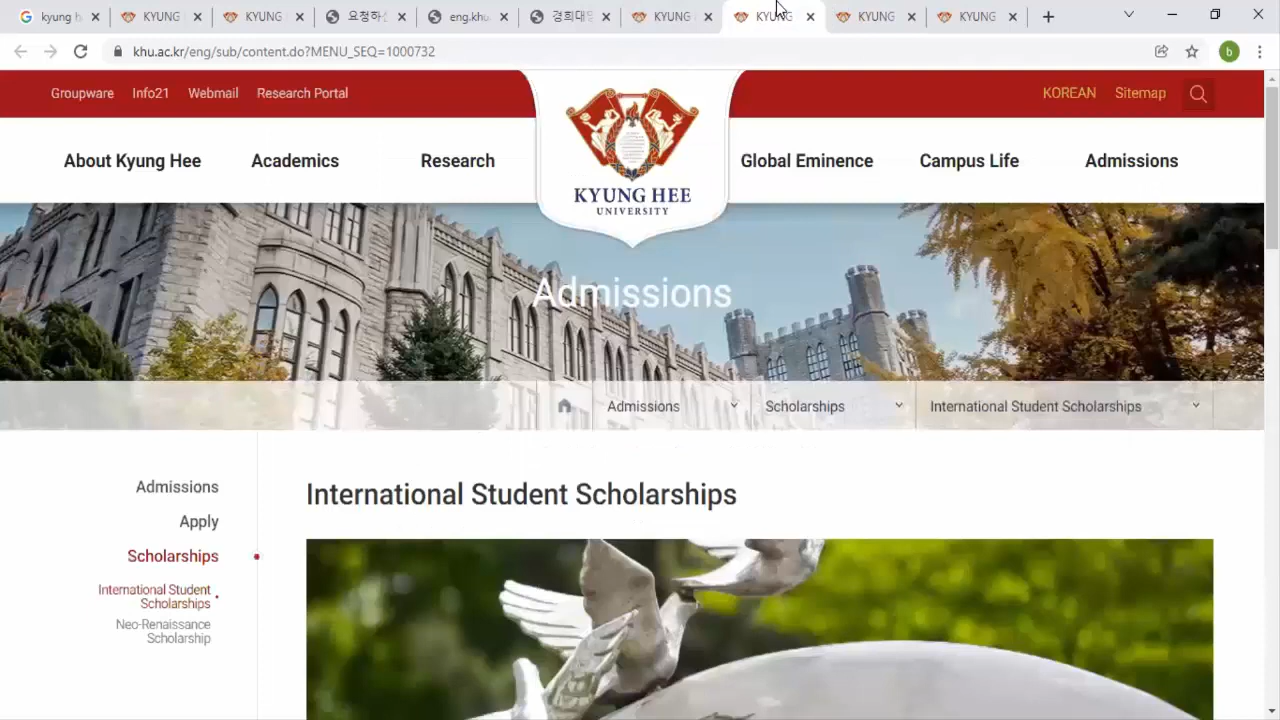 kyung h
KYUNG
KYUNG
요청하신
eng.khu.
경희대학
KYUNG
KYUNG
KYUNG
KYUNG
khu.ac.kr/eng/sub/content.do?MENU_SEQ=1000732
b
Groupware Info21 Webmail Research Portal
KOREAN Sitemap
About Kyung Hee Academics Research
KYUNG HEE
UNIVERSITY
Global Eminence Campus Life Admissions
Admissions
Admissions Scholarships International Student Scholarships
Admissions
Apply
Scholarships
International Student
Scholarships
Neo-Renaissance
Scholarship
International Student Scholarships